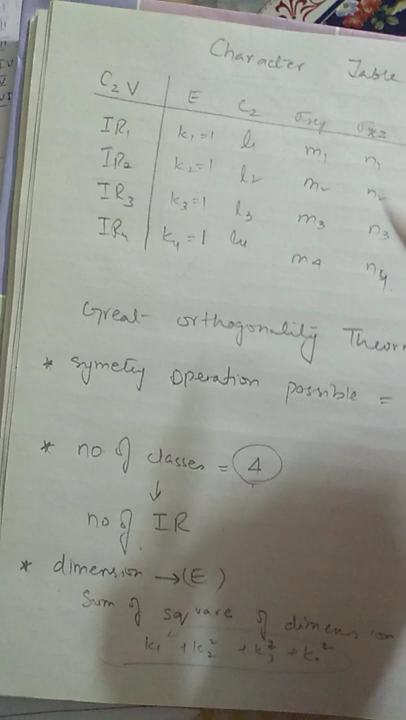 Character Table
C₂V E C₂ σxy σxz
IR₁ k₁=1 l₁ m₁ n₁
IR₂ k₂=1 l₂ m₂ n₂
IR₃ k₃=1 l₃ m₃ n₃
IR₄ k₄=1 l₄ m₄ n₄
Great orthogonality Theor
* symetry operation possible =
* no of classes = 4
↓
no of IR
* dimension → (E)
Sum of square of dimension
k₁² + k₂² + k₃² + k₄²